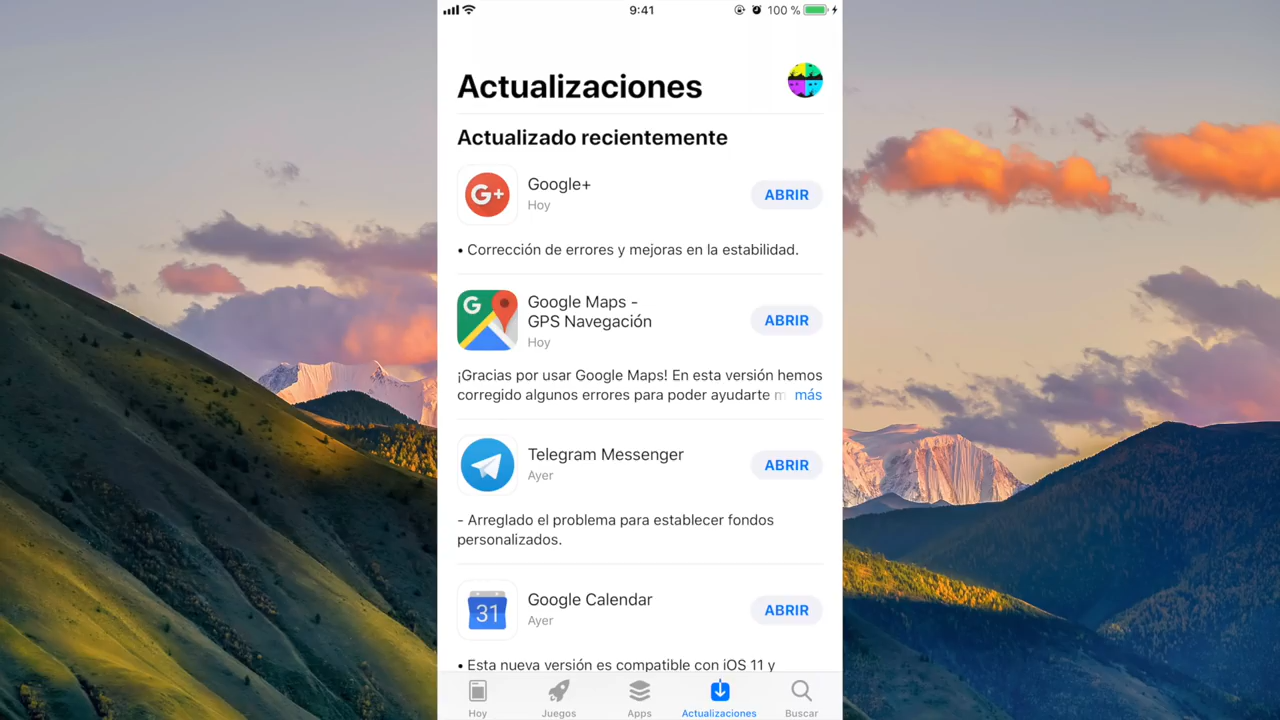 9:41 100 %
Actualizaciones
Actualizado recientemente
G+
Google+
Hoy
ABRIR
• Corrección de errores y mejoras en la estabilidad.
G
Google Maps -
GPS Navegación
Hoy
ABRIR
¡Gracias por usar Google Maps! En esta versión hemos
corregido algunos errores para poder ayudarte m más
Telegram Messenger
Ayer
ABRIR
- Arreglado el problema para establecer fondos
personalizados.
31
Google Calendar
Ayer
ABRIR
• Esta nueva versión es compatible con iOS 11 y
Hoy Juegos Apps Actualizaciones Buscar